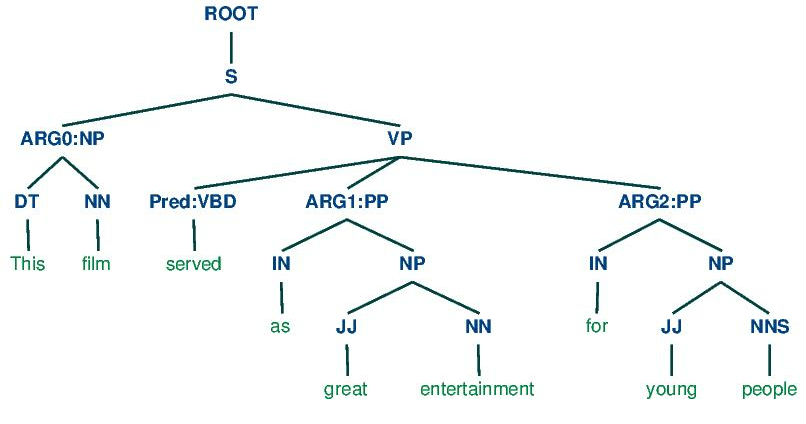 ROOT
S
ARG0:NP VP
DT NN Pred:VBD ARG1:PP ARG2:PP
This film served IN NP IN NP
as JJ NN for JJ NNS
great entertainment young people